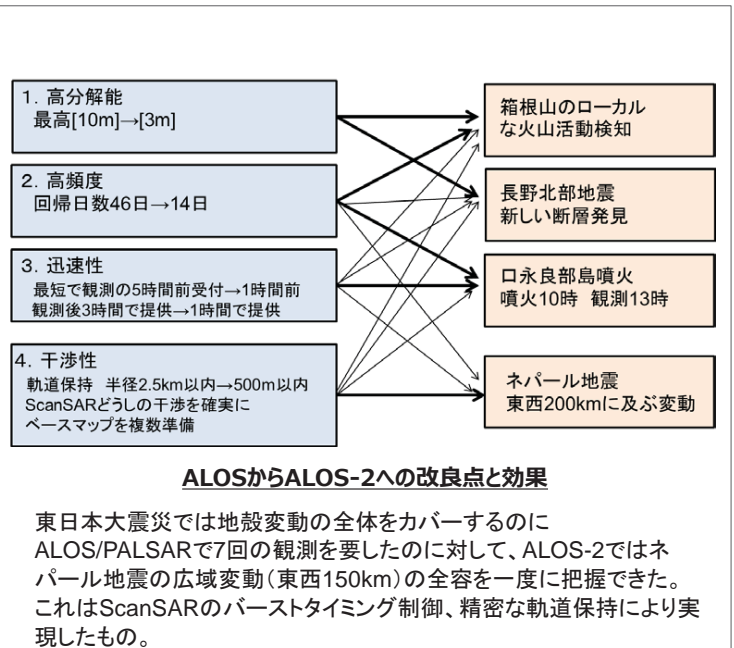 1. 高分解能
最高[10m]→[3m]
2. 高頻度
回帰日数46日→14日
3. 迅速性
最短で観測の5時間前受付→1時間前
観測後3時間で提供→1時間で提供
4. 干渉性
軌道保持 半径2.5km以内→500m以内
ScanSARどうしの干渉を確実に
ベースマップを複数準備
箱根山のローカル
な火山活動検知
長野北部地震
新しい断層発見
口永良部島噴火
噴火10時 観測13時
ネパール地震
東西200kmに及ぶ変動
ALOSからALOS-2への改良点と効果
東日本大震災では地殻変動の全体をカバーするのに
ALOS/PALSARで7回の観測を要したのに対して、ALOS-2ではネ
パール地震の広域変動（東西150km）の全容を一度に把握できた。
これはScanSARのバーストタイミング制御、精密な軌道保持により実
現したもの。